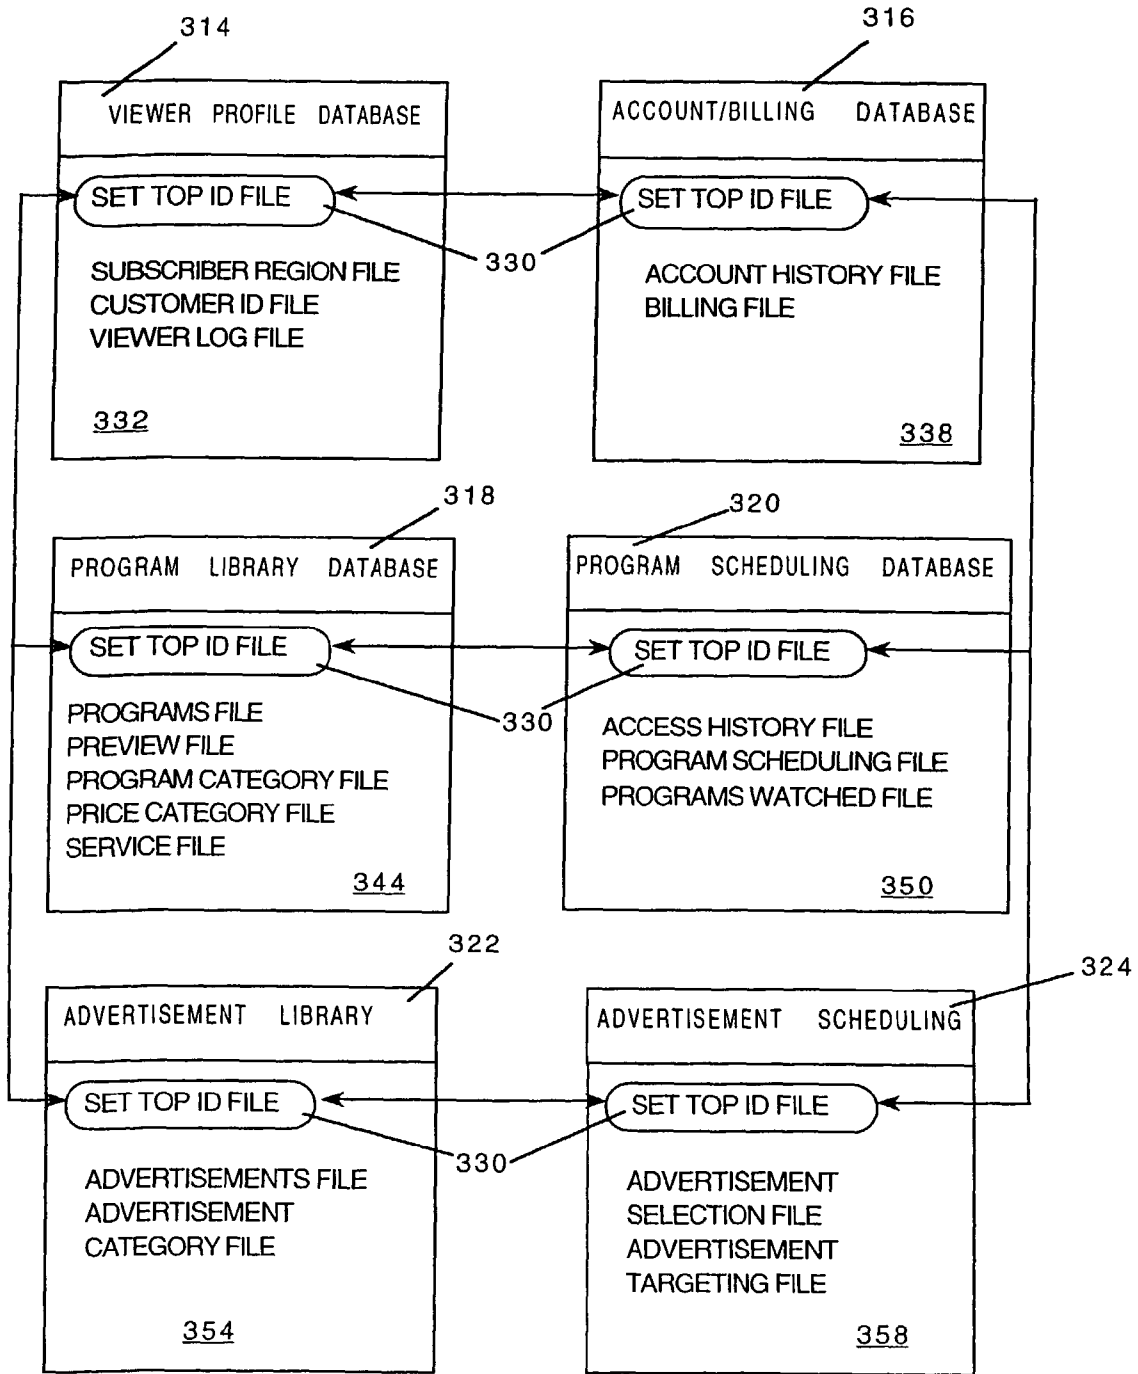 314
316
VIEWER PROFILE DATABASE
ACCOUNT/BILLING DATABASE
SET TOP ID FILE
SET TOP ID FILE
330
SUBSCRIBER REGION FILE
CUSTOMER ID FILE
VIEWER LOG FILE
332
ACCOUNT HISTORY FILE
BILLING FILE
338
318
320
PROGRAM LIBRARY DATABASE
PROGRAM SCHEDULING DATABASE
SET TOP ID FILE
SET TOP ID FILE
330
PROGRAMS FILE
PREVIEW FILE
PROGRAM CATEGORY FILE
PRICE CATEGORY FILE
SERVICE FILE
344
ACCESS HISTORY FILE
PROGRAM SCHEDULING FILE
PROGRAMS WATCHED FILE
350
322
324
ADVERTISEMENT LIBRARY
ADVERTISEMENT SCHEDULING
SET TOP ID FILE
SET TOP ID FILE
330
ADVERTISEMENTS FILE
ADVERTISEMENT
CATEGORY FILE
354
ADVERTISEMENT
SELECTION FILE
ADVERTISEMENT
TARGETING FILE
358